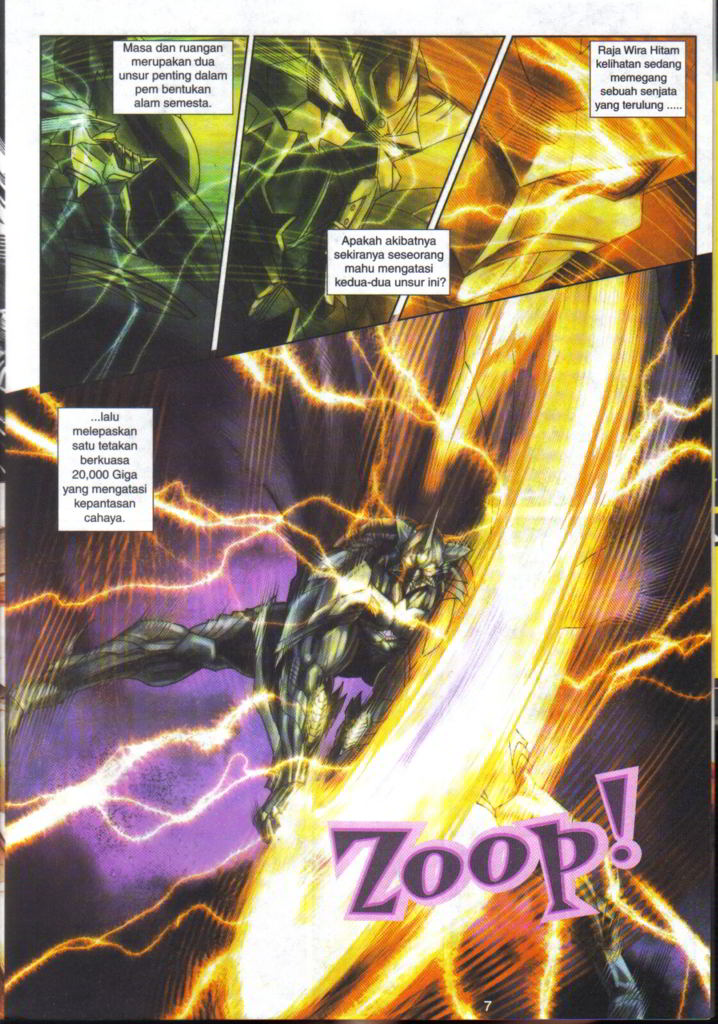 Masa dan ruangan
merupakan dua
unsur penting dalam
pem bentukan
alam semesta.
Apakah akibatnya
sekiranya seseorang
mahu mengatasi
kedua-dua unsur ini?
Raja Wira Hitam
kelihatan sedang
memegang
sebuah senjata
yang terulung .....
...lalu
melepaskan
satu tetakan
berkuasa
20,000 Giga
yang mengatasi
kepantasan
cahaya.
Zoop!
7